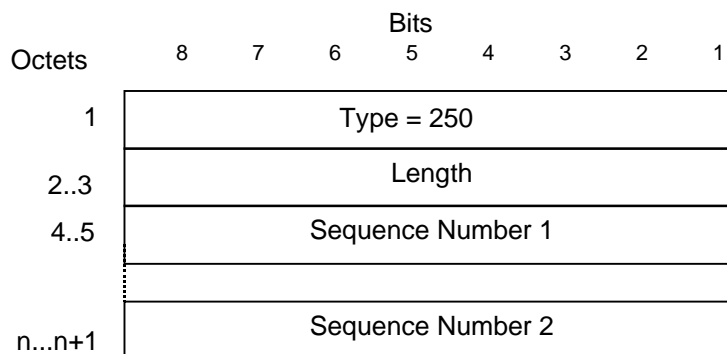 Bits
Octets 8 7 6 5 4 3 2 1
1 Type = 250
2..3 Length
4..5 Sequence Number 1
n...n+1 Sequence Number 2